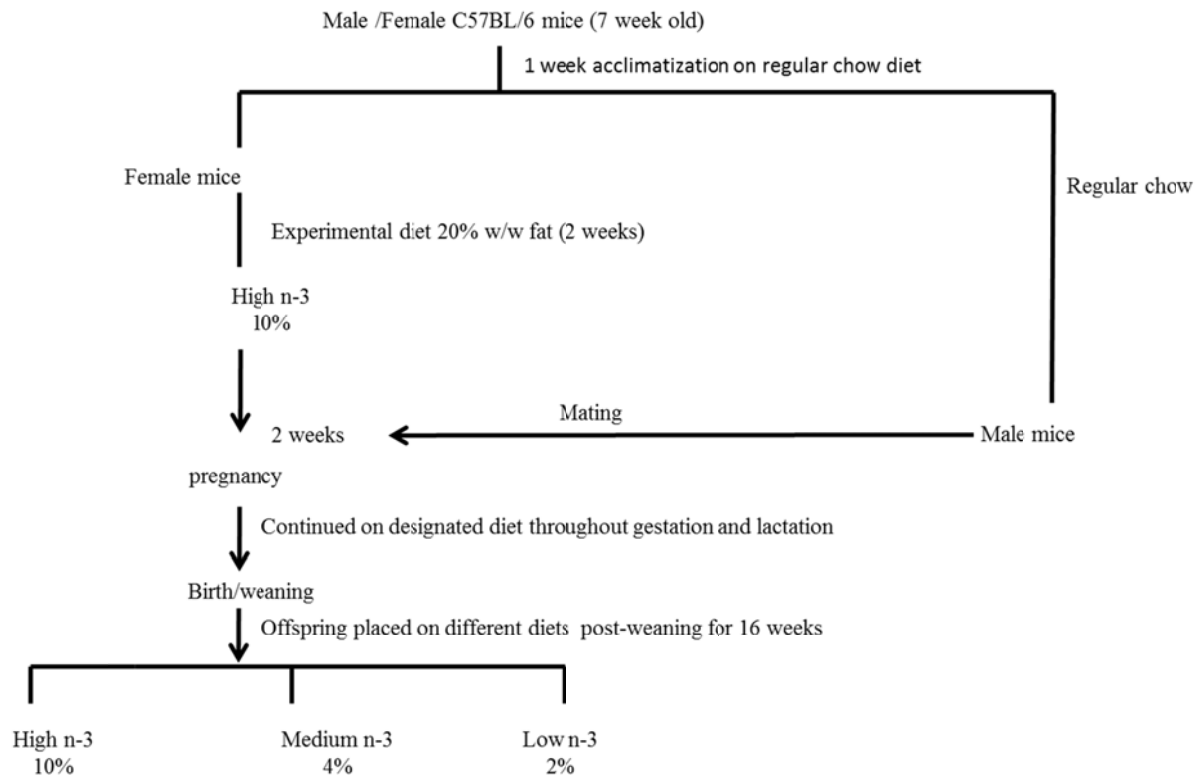 Male /Female C57BL/6 mice (7 week old)
1 week acclimatization on regular chow diet
Female mice
Regular chow
Experimental diet 20% w/w fat (2 weeks)
High n-3
10%
Mating
2 weeks
Male mice
pregnancy
Continued on designated diet throughout gestation and lactation
Birth/weaning
Offspring placed on different diets post-weaning for 16 weeks
High n-3
10%
Medium n-3
4%
Low n-3
2%